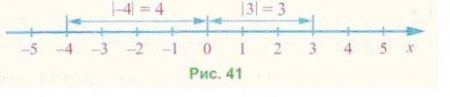 |–4| = 4 |3| = 3
–5 –4 –3 –2 –1 0 1 2 3 4 5 x
Рис. 41